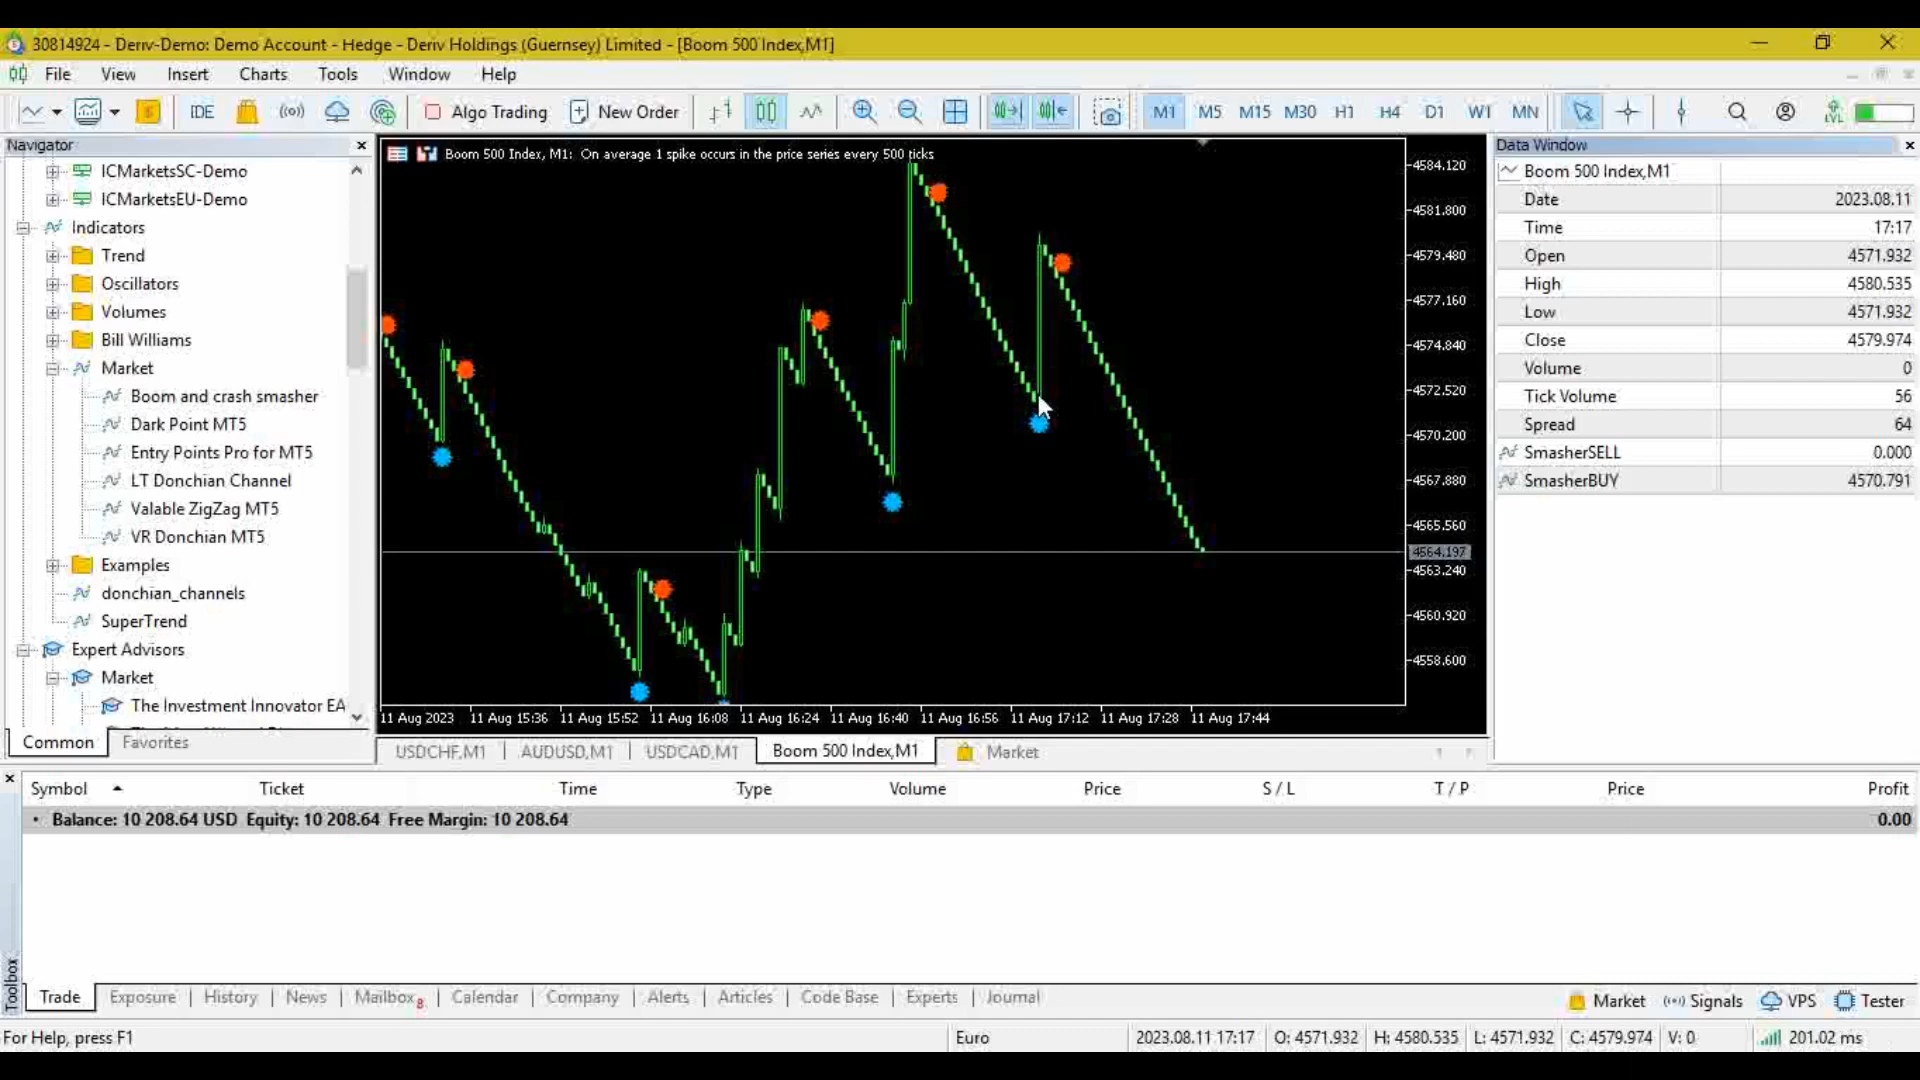 30814924 - Deriv-Demo: Demo Account - Hedge - Deriv Holdings (Guernsey) Limited - [Boom 500 Index,M1]
File View Insert Charts Tools Window Help
IDE Algo Trading New Order M1 M5 M15 M30 H1 H4 D1 W1 MN
Navigator
ICMarketsSC-Demo
ICMarketsEU-Demo
Indicators
Trend
Oscillators
Volumes
Bill Williams
Market
Boom and crash smasher
Dark Point MT5
Entry Points Pro for MT5
LT Donchian Channel
Valable ZigZag MT5
VR Donchian MT5
Examples
donchian_channels
SuperTrend
Expert Advisors
Market
The Investment Innovator EA
Common Favorites
Boom 500 Index, M1: On average 1 spike occurs in the price series every 500 ticks
4584.120
4581.800
4579.480
4577.160
4574.840
4572.520
4570.200
4567.880
4565.560
4564.197
4563.240
4560.920
4558.600
11 Aug 2023 11 Aug 15:36 11 Aug 15:52 11 Aug 16:08 11 Aug 16:24 11 Aug 16:40 11 Aug 16:56 11 Aug 17:12 11 Aug 17:28 11 Aug 17:44
USDCHF,M1 AUDUSD,M1 USDCAD,M1 Boom 500 Index,M1 Market
Data Window
Boom 500 Index,M1
Date 2023.08.11
Time 17:17
Open 4571.932
High 4580.535
Low 4571.932
Close 4579.974
Volume 0
Tick Volume 56
Spread 64
SmasherSELL 0.000
SmasherBUY 4570.791
Symbol Ticket Time Type Volume Price S / L T / P Price Profit
Balance: 10 208.64 USD Equity: 10 208.64 Free Margin: 10 208.64 0.00
Toolbox
Trade Exposure History News Mailbox 8 Calendar Company Alerts Articles Code Base Experts Journal
Market Signals VPS Tester
For Help, press F1 Euro 2023.08.11 17:17 O: 4571.932 H: 4580.535 L: 4571.932 C: 4579.974 V: 0 201.02 ms